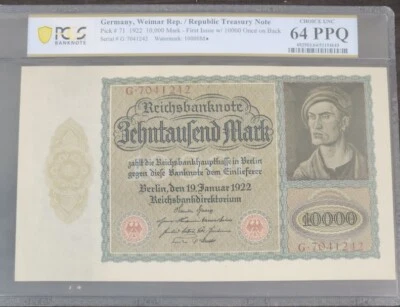 PCGS
BANKNOTE
Germany, Weimar Rep. / Republic Treasury Note
Pick # 71 1922 10,000 Mark - First Issue w/ 10000 Omit on Back
Serial # G 7041242 Watermark:
CHOICE UNC
64 PPQ
G·7041242
Reichsbanknote
Zehntausend Mark
zahlt die Reichsbankhauptkasse in Berlin
gegen diese Banknote dem Einlieferer
Berlin, den 19. Januar 1922
Reichsbankdirektorium
10000
G·7041242